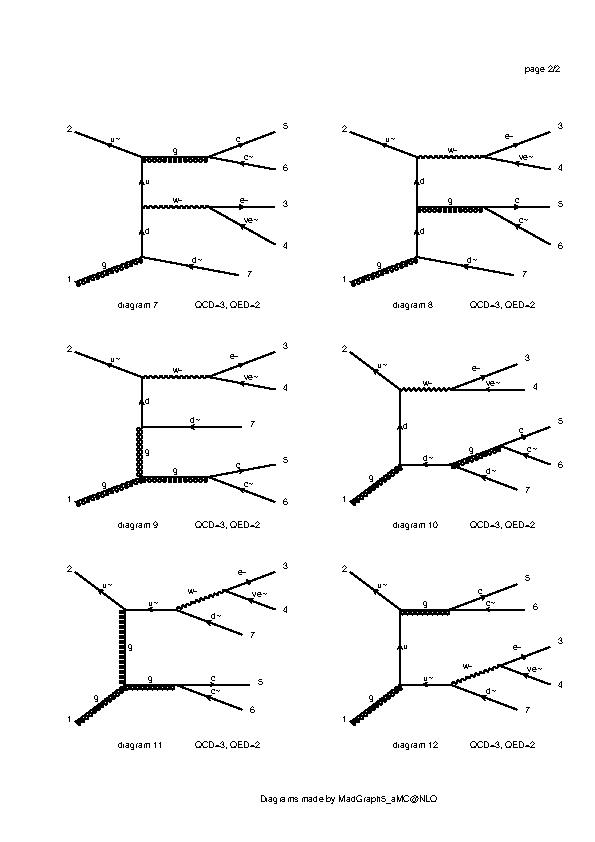 page 2/2
2 u~ g c 5
c~ 6
u
w- e- 3
ve~ 4
d
1 g d~ 7
diagram 7 QCD=3, QED=2
2 u~ w- e- 3
ve~ 4
d
g c 5
c~ 6
d
1 g d~ 7
diagram 8 QCD=3, QED=2
2 u~ w- e- 3
ve~ 4
d
d~ 7
g
1 g g c 5
c~ 6
diagram 9 QCD=3, QED=2
2 u~ w- e- 3
ve~ 4
d
d~ g c 5
c~ 6
1 g d~ 7
diagram 10 QCD=3, QED=2
2 u~ u~ w- e- 3
ve~ 4
d~ 7
g
1 g g c 5
c~ 6
diagram 11 QCD=3, QED=2
2 u~ g c 5
c~ 6
u
u~ w- e- 3
ve~ 4
1 g d~ 7
diagram 12 QCD=3, QED=2
Diagrams made by MadGraph5_aMC@NLO